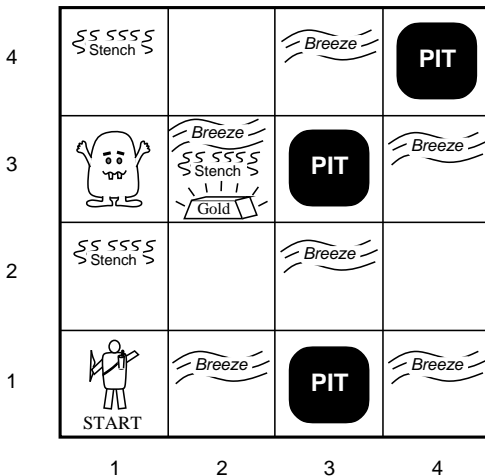 4
Stench
Breeze
PIT
3
Breeze
Stench
Gold
PIT
Breeze
2
Stench
Breeze
1
START
Breeze
PIT
Breeze
1 2 3 4